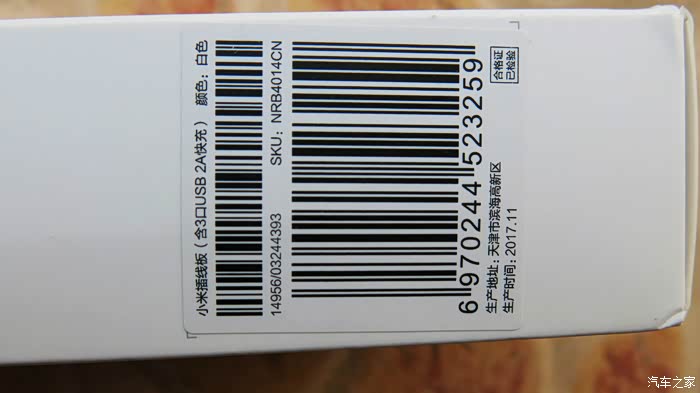 小米插线板（含3口USB 2A快充） 颜色：白色
14956/03244393 SKU：NRB4014CN
6 970244 523259
生产地址：天津市滨海高新区
生产时间：2017.11
合格证
已检验
汽车之家